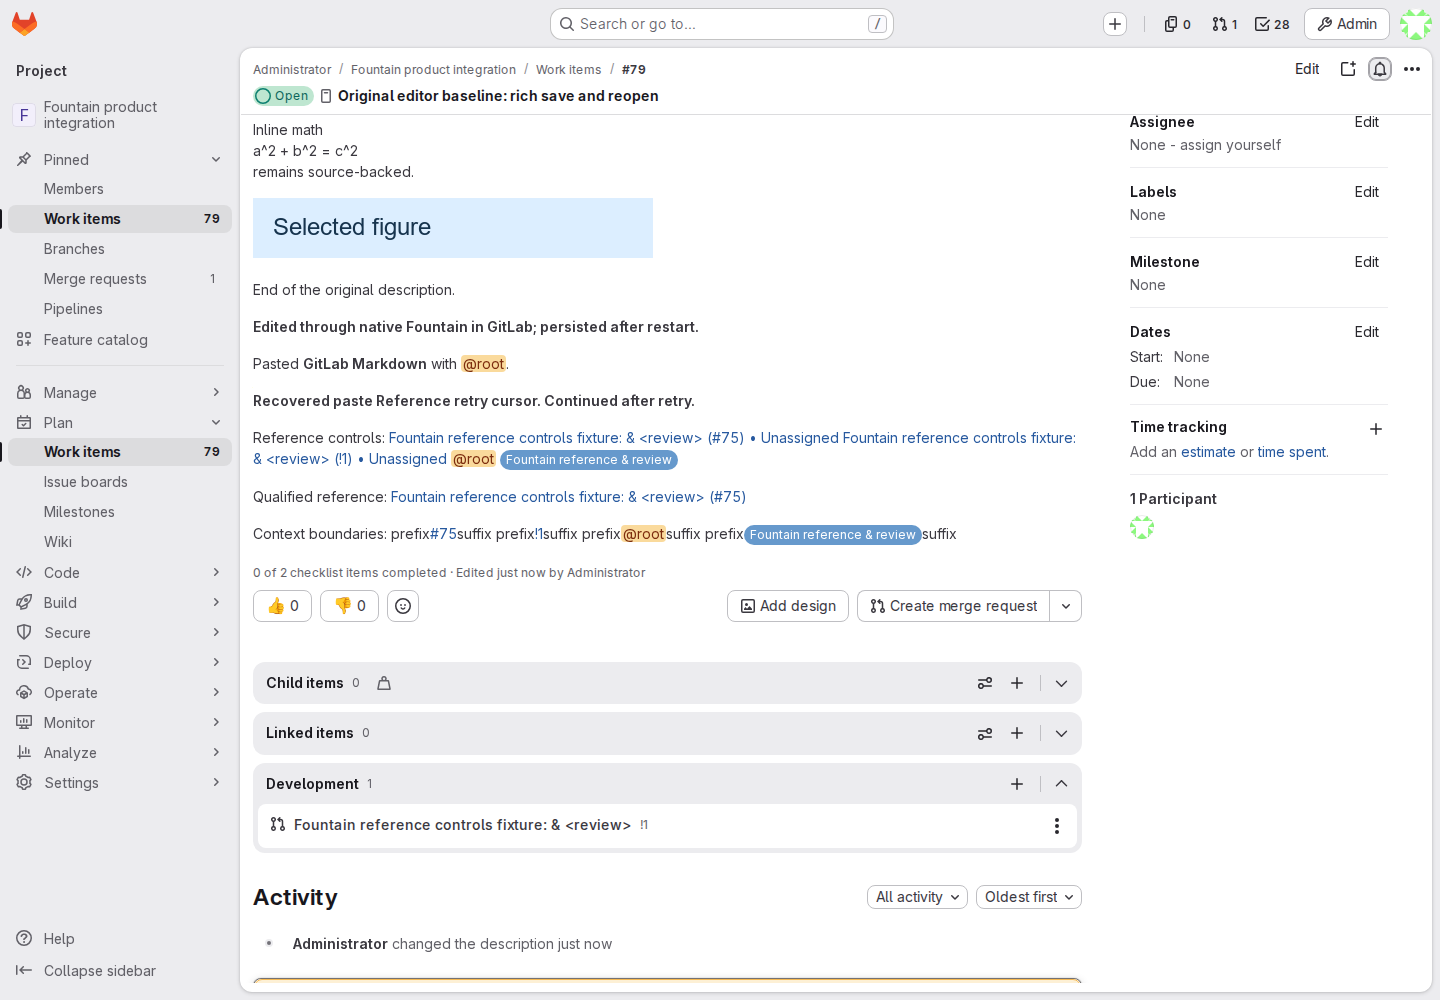 Search or go to...
/
0
1
28
Admin
Project
F
Fountain product
integration
Pinned
Members
Work items 79
Branches
Merge requests 1
Pipelines
Feature catalog
Manage
Plan
Work items 79
Issue boards
Milestones
Wiki
Code
Build
Secure
Deploy
Operate
Monitor
Analyze
Settings
Help
Collapse sidebar
Administrator / Fountain product integration / Work items / #79
Edit
Open
Original editor baseline: rich save and reopen
Inline math
a^2 + b^2 = c^2
remains source-backed.
Selected figure
End of the original description.
Edited through native Fountain in GitLab; persisted after restart.
Pasted GitLab Markdown with @root.
Recovered paste Reference retry cursor. Continued after retry.
Reference controls: Fountain reference controls fixture: & <review> (#75) • Unassigned Fountain reference controls fixture:
& <review> (!1) • Unassigned @root Fountain reference & review
Qualified reference: Fountain reference controls fixture: & <review> (#75)
Context boundaries: prefix#75suffix prefix!1suffix prefix@rootsuffix prefixFountain reference & reviewsuffix
0 of 2 checklist items completed · Edited just now by Administrator
👍 0
👎 0
Add design
Create merge request
Child items 0
Linked items 0
Development 1
Fountain reference controls fixture: & <review> !1
Activity
All activity
Oldest first
Administrator changed the description just now
Assignee Edit
None - assign yourself
Labels Edit
None
Milestone Edit
None
Dates Edit
Start: None
Due: None
Time tracking
Add an estimate or time spent.
1 Participant